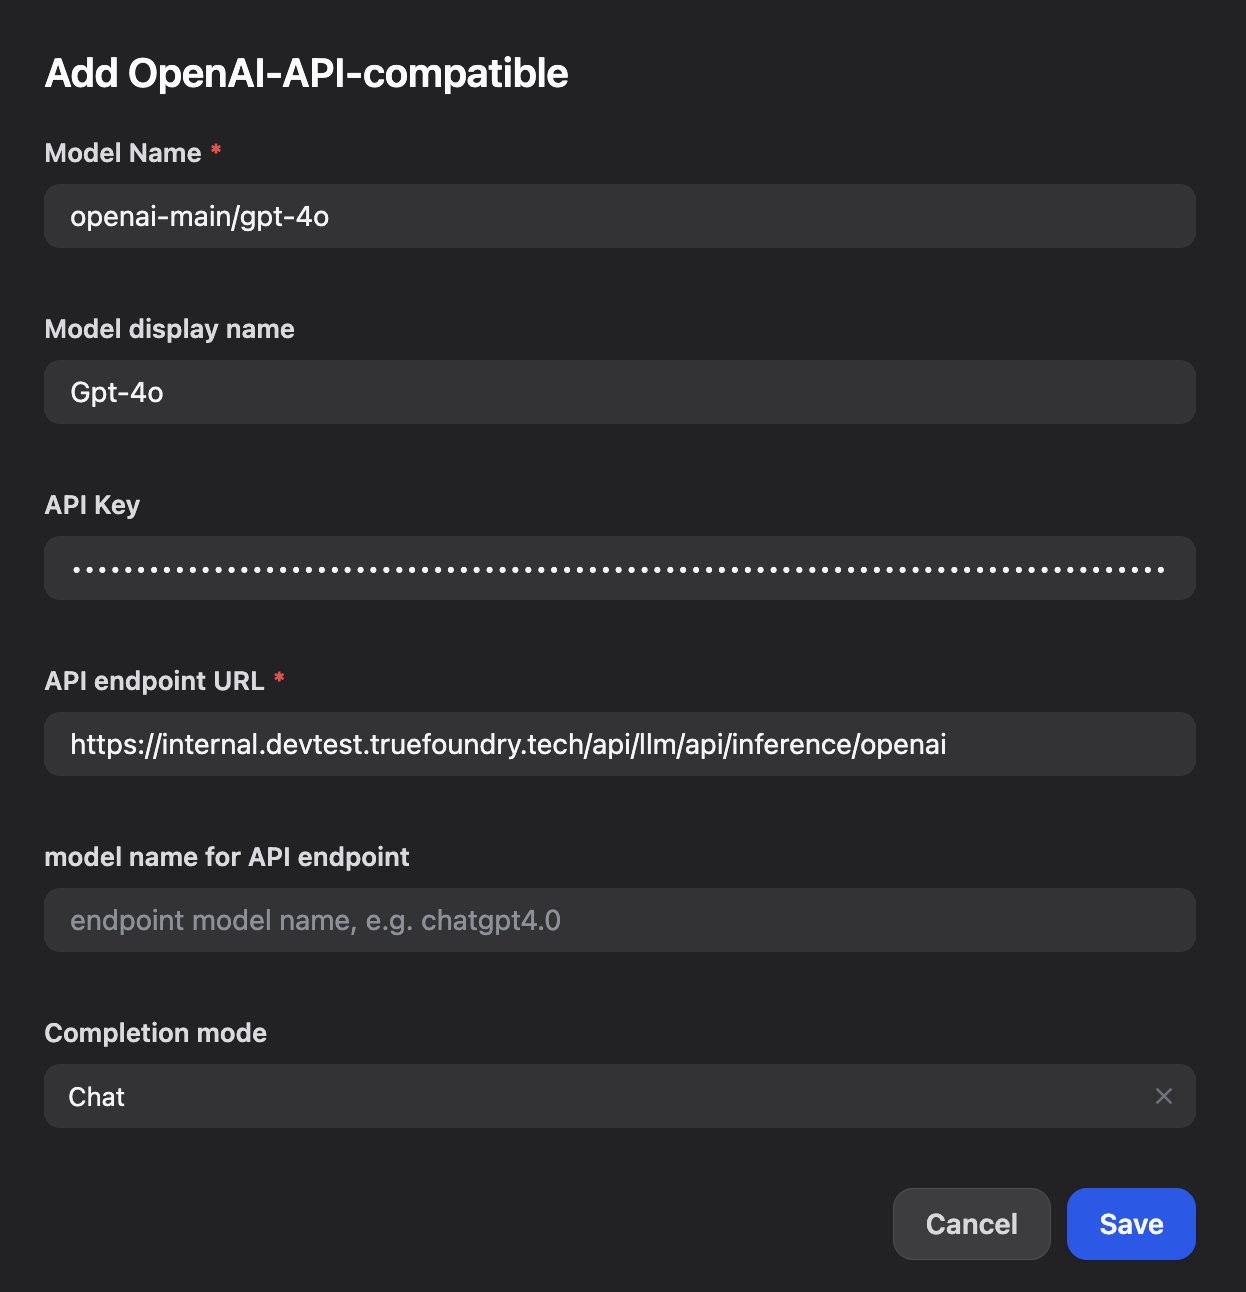 Add OpenAI-API-compatible
Model Name *
openai-main/gpt-4o
Model display name
Gpt-4o
API Key
•••••••••••••••••••••••••••••••••••••••••••••••••••••••••••••••••••••••••••••••••••••
API endpoint URL *
https://internal.devtest.truefoundry.tech/api/llm/api/inference/openai
model name for API endpoint
endpoint model name, e.g. chatgpt4.0
Completion mode
Chat
Cancel
Save